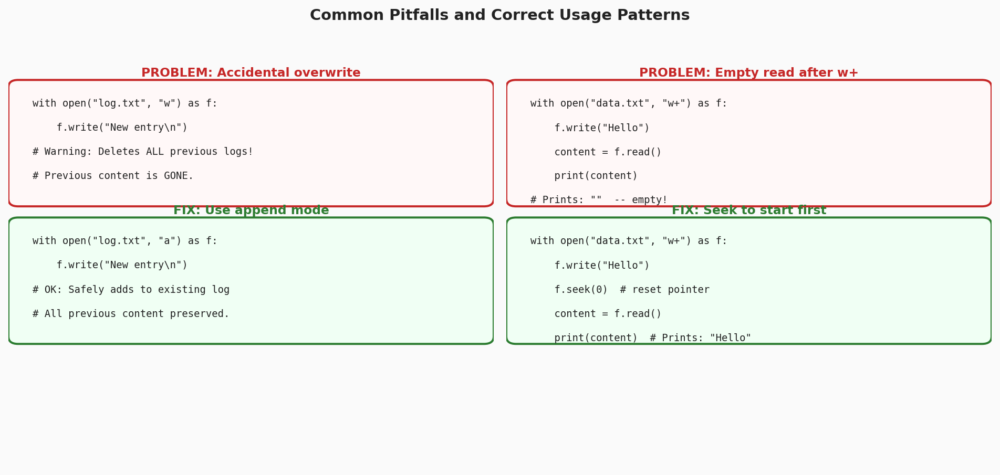 Common Pitfalls and Correct Usage Patterns
PROBLEM: Accidental overwrite
with open("log.txt", "w") as f:
    f.write("New entry\n")
# Warning: Deletes ALL previous logs!
# Previous content is GONE.
PROBLEM: Empty read after w+
with open("data.txt", "w+") as f:
    f.write("Hello")
    content = f.read()
    print(content)
# Prints: ""  -- empty!
FIX: Use append mode
with open("log.txt", "a") as f:
    f.write("New entry\n")
# OK: Safely adds to existing log
# All previous content preserved.
FIX: Seek to start first
with open("data.txt", "w+") as f:
    f.write("Hello")
    f.seek(0)  # reset pointer
    content = f.read()
    print(content)  # Prints: "Hello"